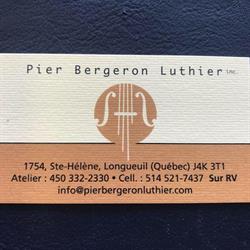 Pier Bergeron Luthier inc.
1754, Ste-Hélène, Longueuil (Québec) J4K 3T1
Atelier : 450 332-2330 • Cell. : 514 521-7437 Sur RV
info@pierbergeronluthier.com